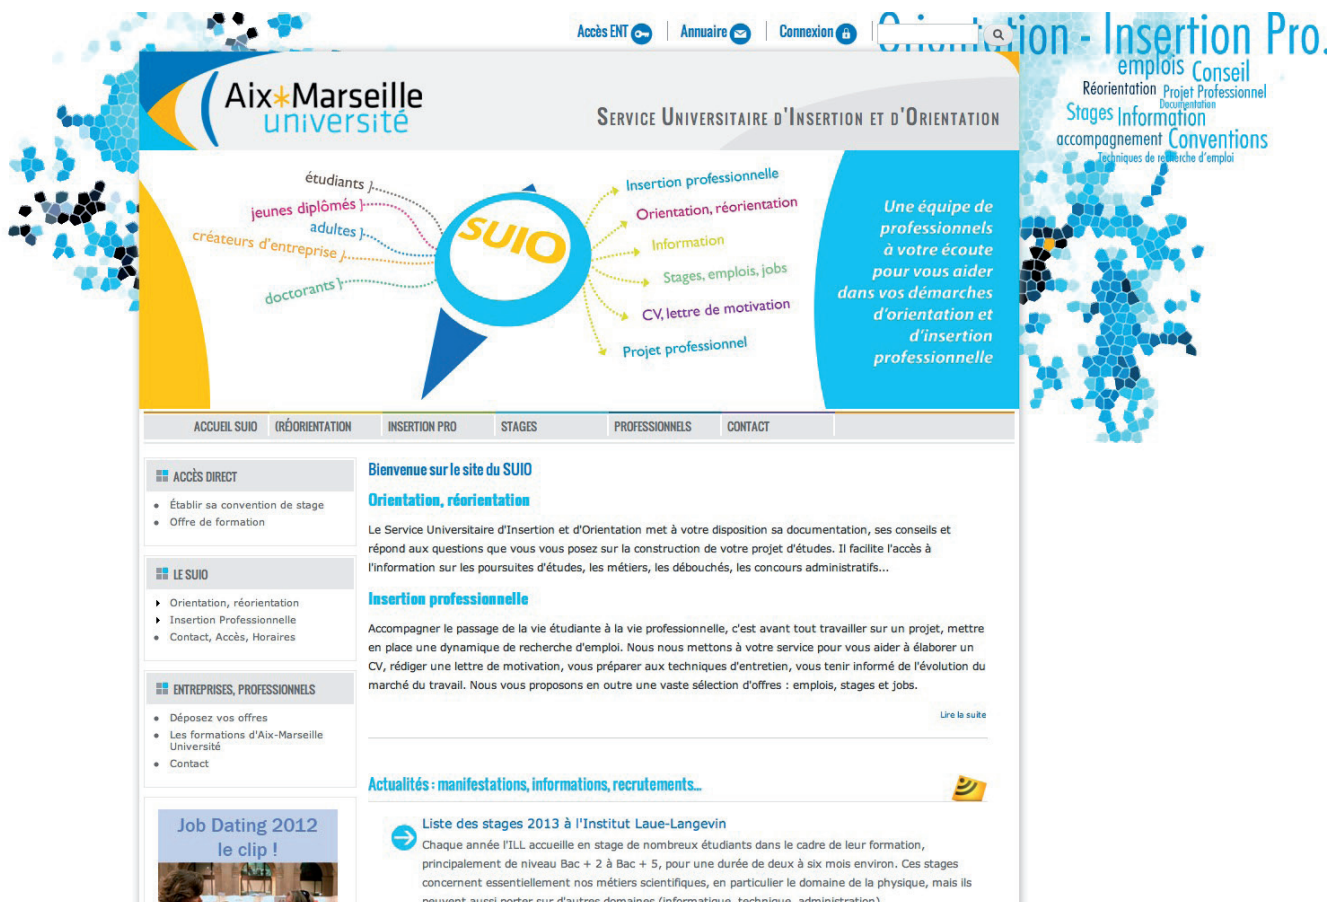 Accès ENT
Annuaire
Connexion
Orientation - Insertion Pro.
emplois Conseil
Réorientation Projet Professionnel
Documentation
Stages Information
accompagnement Conventions
Techniques de recherche d'emploi
Aix*Marseille
université
SERVICE UNIVERSITAIRE D'INSERTION ET D'ORIENTATION
étudiants }
jeunes diplômés }
adultes }
créateurs d'entreprise }
doctorants }
SUIO
Insertion professionnelle
Orientation, réorientation
Information
Stages, emplois, jobs
CV, lettre de motivation
Projet professionnel
Une équipe de
professionnels
à votre écoute
pour vous aider
dans vos démarches
d'orientation et
d'insertion
professionnelle
ACCUEIL SUIO (RÉ)ORIENTATION INSERTION PRO STAGES PROFESSIONNELS CONTACT
ACCÈS DIRECT
Établir sa convention de stage
Offre de formation
LE SUIO
Orientation, réorientation
Insertion Professionnelle
Contact, Accès, Horaires
ENTREPRISES, PROFESSIONNELS
Déposez vos offres
Les formations d'Aix-Marseille
Université
Contact
Job Dating 2012
le clip !
Bienvenue sur le site du SUIO
Orientation, réorientation
Le Service Universitaire d'Insertion et d'Orientation met à votre disposition sa documentation, ses conseils et
répond aux questions que vous vous posez sur la construction de votre projet d'études. Il facilite l'accès à
l'information sur les poursuites d'études, les métiers, les débouchés, les concours administratifs...
Insertion professionnelle
Accompagner le passage de la vie étudiante à la vie professionnelle, c'est avant tout travailler sur un projet, mettre
en place une dynamique de recherche d'emploi. Nous nous mettons à votre service pour vous aider à élaborer un
CV, rédiger une lettre de motivation, vous préparer aux techniques d'entretien, vous tenir informé de l'évolution du
marché du travail. Nous vous proposons en outre une vaste sélection d'offres : emplois, stages et jobs.
Lire la suite
Actualités : manifestations, informations, recrutements...
Liste des stages 2013 à l'Institut Laue-Langevin
Chaque année l'ILL accueille en stage de nombreux étudiants dans le cadre de leur formation,
principalement de niveau Bac + 2 à Bac + 5, pour une durée de deux à six mois environ. Ces stages
concernent essentiellement nos métiers scientifiques, en particulier le domaine de la physique, mais ils
peuvent aussi porter sur d'autres domaines (informatique, technique, administration)